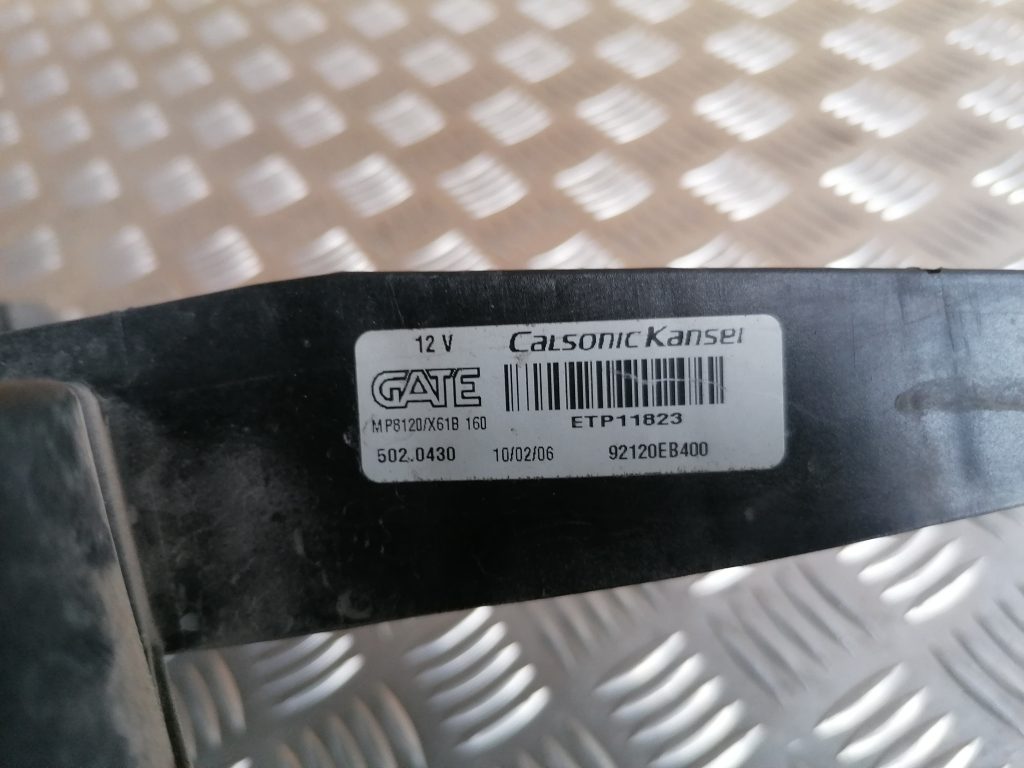 12 V CALSONIC KANSEI
GATE
MP8120/X61B 160
ETP11823
502.0430 10/02/06 92120EB400